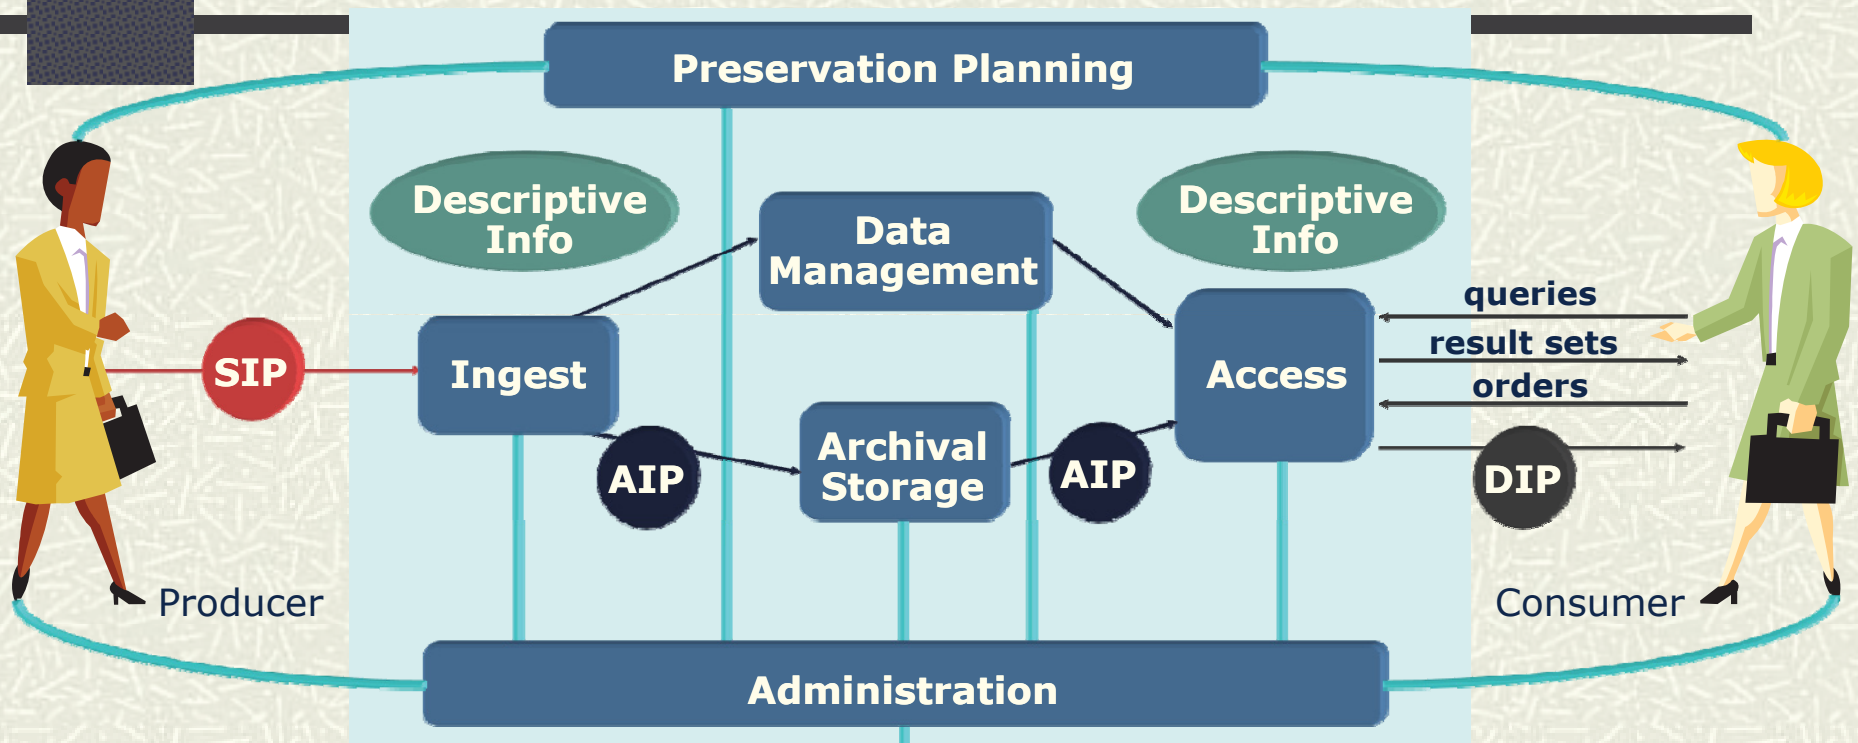 Preservation Planning
Descriptive
Info
Data
Management
Descriptive
Info
queries
result sets
orders
SIP
Ingest
Access
Archival
Storage
AIP
AIP
DIP
Producer
Consumer
Administration